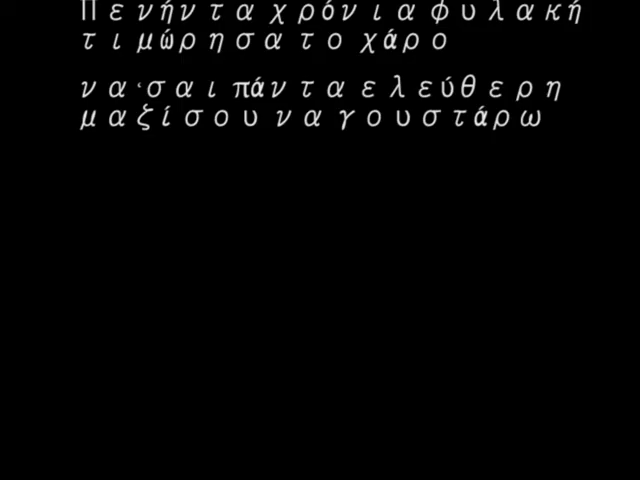 Πενήντα χρόνια φυλακή
τιμώρησα το χάρο
να 'σαι πάντα ελεύθερη
μαζί σου να γουστάρω